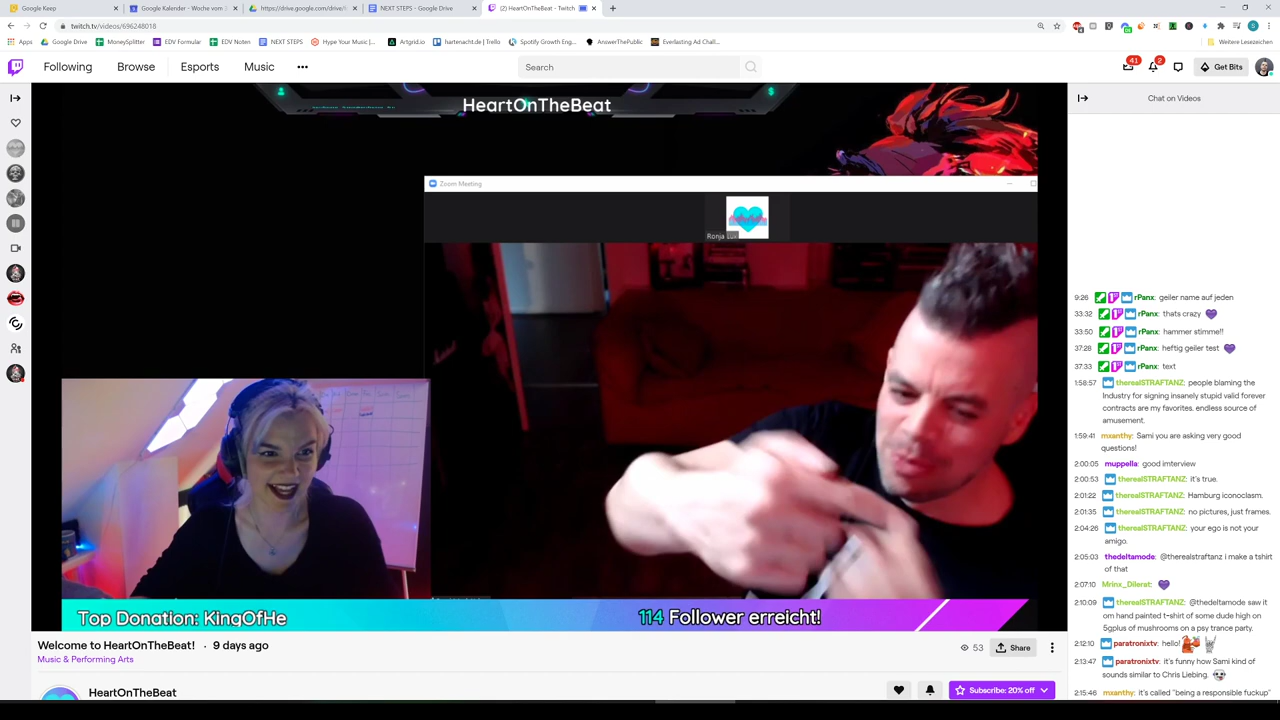 Google Keep
Google Kalender - Woche vom 3
https://drive.google.com/drive/
NEXT STEPS - Google Drive
(2) HeartOnTheBeat - Twitch
twitch.tv/videos/696248018
Apps
Google Drive
MoneySplitter
EDV Formular
EDV Noten
NEXT STEPS
Hype Your Music |...
Artgrid.io
hartenacht.de | Trello
Spotify Growth Eng...
AnswerThePublic
Everlasting Ad Chall...
Weitere Lesezeichen
Following
Browse
Esports
Music
Search
41
2
Get Bits
HeartOnTheBeat
Zoom Meeting
Ronja Lux
Top Donation: KingOfHe
114 Follower erreicht!
Welcome to HeartOnTheBeat! · 9 days ago
53
Share
Music & Performing Arts
HeartOnTheBeat
Subscribe: 20% off
Chat on Videos
9:26 rPanx: geiler name auf jeden
33:32 rPanx: thats crazy
33:50 rPanx: hammer stimme!!
37:28 rPanx: heftig geiler test
37:33 rPanx: text
1:58:57 therealSTRAFTANZ: people blaming the
Industry for signing insanely stupid valid forever
contracts are my favorites. endless source of
amusement.
1:59:41 mxanthy: Sami you are asking very good
questions!
2:00:05 muppella: good imterview
2:00:53 therealSTRAFTANZ: it's true.
2:01:22 therealSTRAFTANZ: Hamburg iconoclasm.
2:01:35 therealSTRAFTANZ: no pictures, just frames.
2:04:26 therealSTRAFTANZ: your ego is not your
amigo.
2:05:03 thedeltamode: @therealstraftanz i make a tshirt
of that
2:07:10 Mrinx_Dilerat:
2:10:09 therealSTRAFTANZ: @thedeltamode saw it
om hand painted t-shirt of some dude high on
5gplus of mushrooms on a psy trance party.
2:12:10 paratronixtv: hello!
2:13:47 paratronixtv: it's funny how Sami kind of
sounds similar to Chris Liebing.
2:15:46 mxanthy: it's called "being a responsible fuckup"